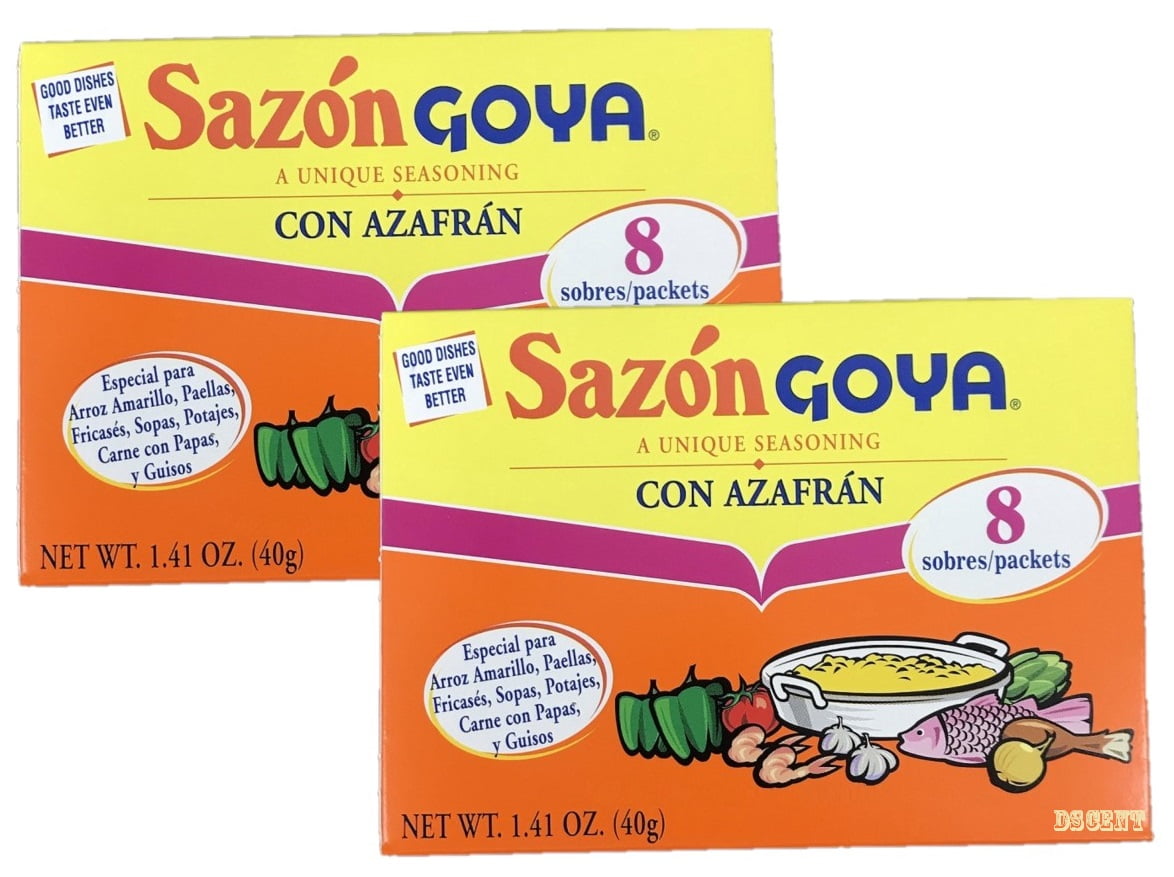 GOOD DISHES
TASTE EVEN
BETTER
Sazón GOYA®
A UNIQUE SEASONING
CON AZAFRÁN
8
sobres/packets
Especial para
Arroz Amarillo, Paellas,
Fricasés, Sopas, Potajes,
Carne con Papas,
y Guisos
NET WT. 1.41 OZ. (40g)
GOOD DISHES
TASTE EVEN
BETTER
Sazón GOYA®
A UNIQUE SEASONING
CON AZAFRÁN
8
sobres/packets
Especial para
Arroz Amarillo, Paellas,
Fricasés, Sopas, Potajes,
Carne con Papas,
y Guisos
NET WT. 1.41 OZ. (40g)
DSCENT